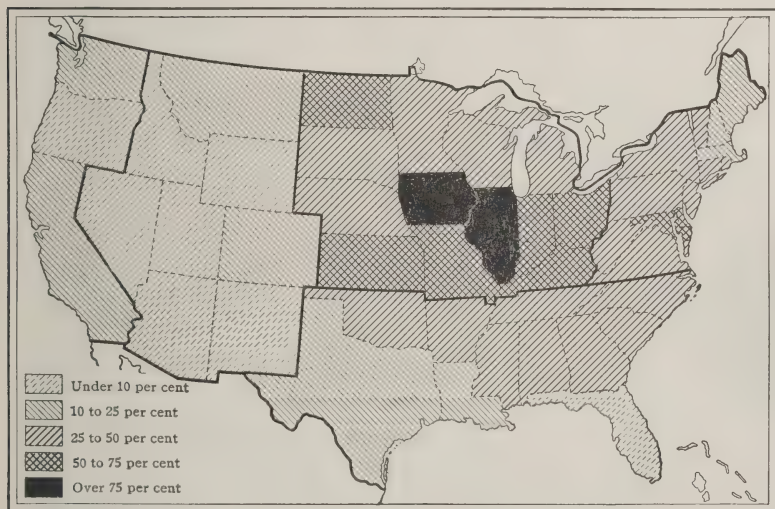 Under 10 per cent
10 to 25 per cent
25 to 50 per cent
50 to 75 per cent
Over 75 per cent